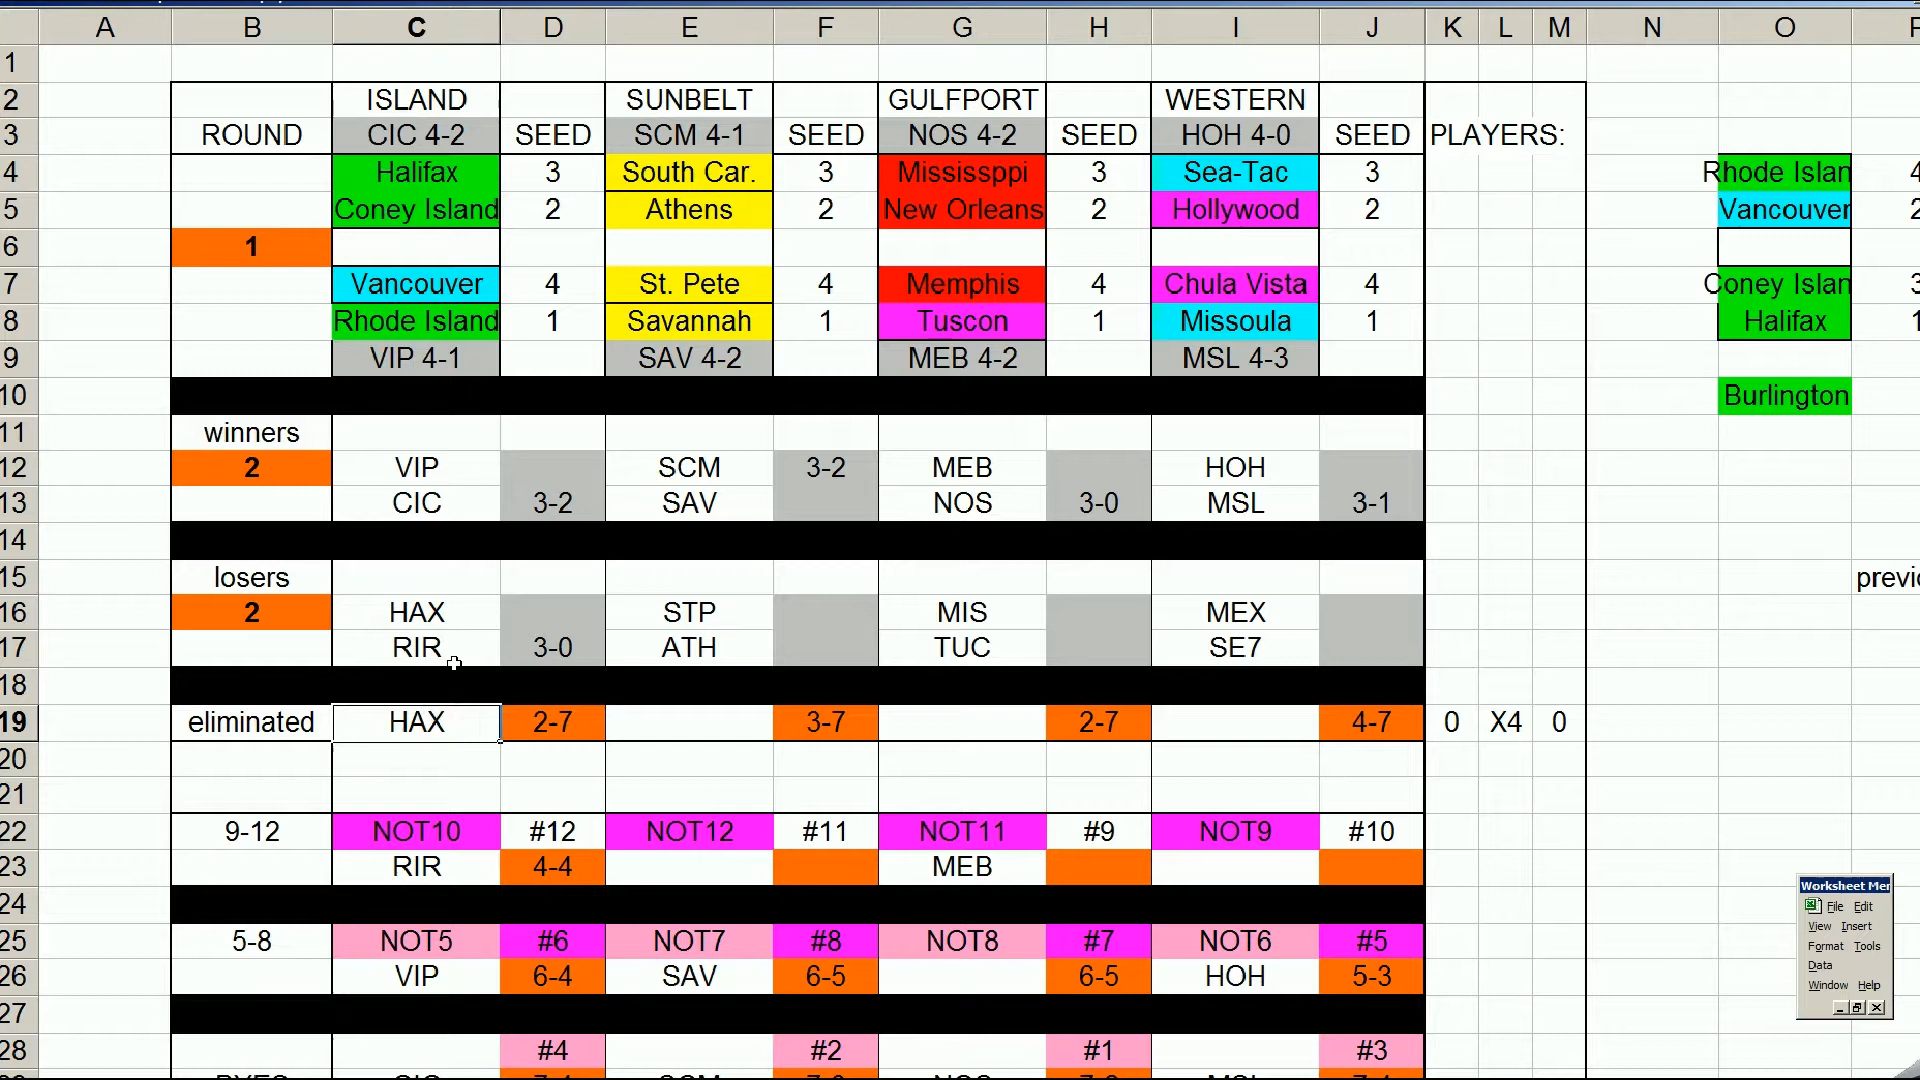 A B C D E F G H I J K L M N O
1
2 ISLAND SUNBELT GULFPORT WESTERN
3 ROUND CIC 4-2 SEED SCM 4-1 SEED NOS 4-2 SEED HOH 4-0 SEED PLAYERS:
4 Halifax 3 South Car. 3 Mississppi 3 Sea-Tac 3 Rhode Islan 4
5 Coney Island 2 Athens 2 New Orleans 2 Hollywood 2 Vancouver 2
6 1
7 Vancouver 4 St. Pete 4 Memphis 4 Chula Vista 4 Coney Islan 3
8 Rhode Island 1 Savannah 1 Tuscon 1 Missoula 1 Halifax 1
9 VIP 4-1 SAV 4-2 MEB 4-2 MSL 4-3
10 Burlington
11 winners
12 2 VIP SCM 3-2 MEB HOH
13 CIC 3-2 SAV NOS 3-0 MSL 3-1
14
15 losers previ
16 2 HAX STP MIS MEX
17 RIR 3-0 ATH TUC SE7
18
19 eliminated HAX 2-7 3-7 2-7 4-7 0 X4 0
20
21
22 9-12 NOT10 #12 NOT12 #11 NOT11 #9 NOT9 #10
23 RIR 4-4 MEB
24
25 5-8 NOT5 #6 NOT7 #8 NOT8 #7 NOT6 #5
26 VIP 6-4 SAV 6-5 6-5 HOH 5-3
27
28 #4 #2 #1 #3
Worksheet Mer
File Edit
View Insert
Format Tools
Data
Window Help